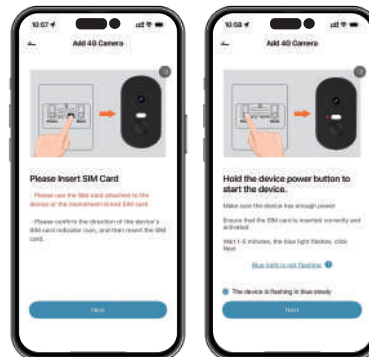 10:57
Add 4G Camera
Please Insert SIM Card
- Please use the SIM card attached to the
device or the mainstream brand SIM card
- Please confirm the direction of the device's
SIM card indicator icon, and then insert the SIM
card.
Next
10:58
Add 4G Camera
Hold the device power button to
start the device.
Make sure the device has enough power
Ensure that the SIM card is inserted correctly and
activated
Wait 1-5 minutes, the blue light flashes, click
Next
Blue light is not flashing
The device is flashing in blue slowly
Next